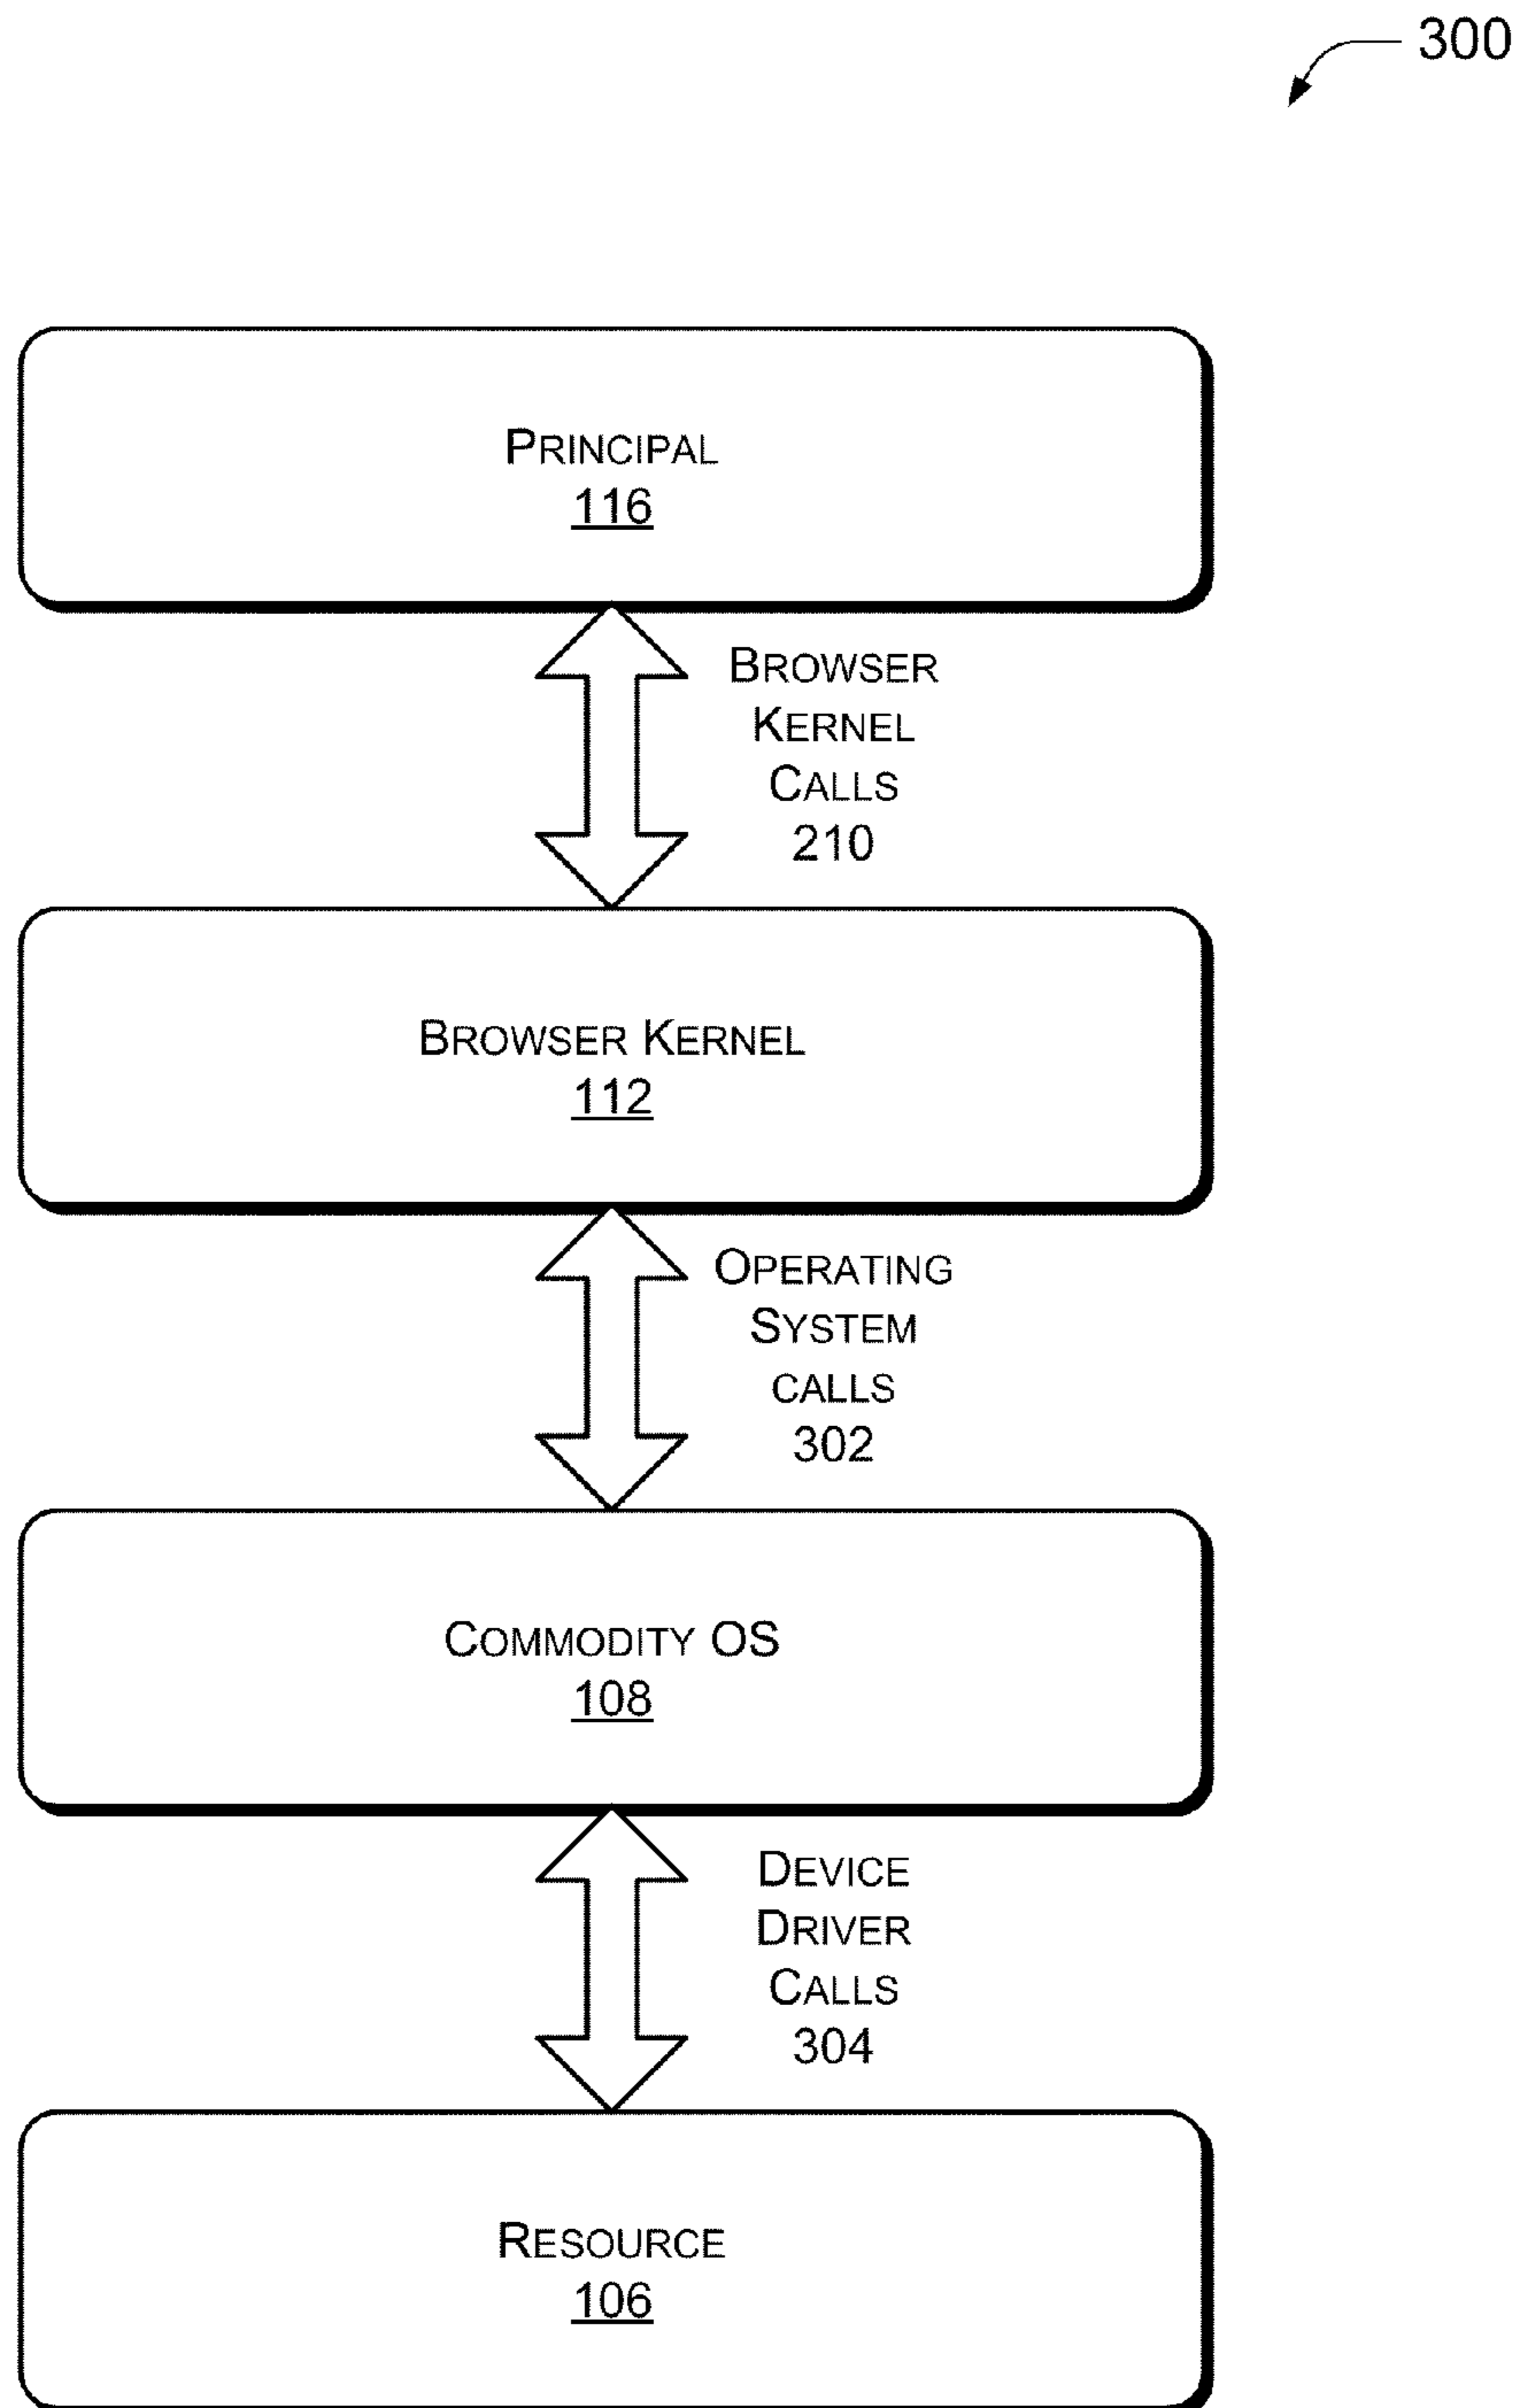 300
PRINCIPAL
116
BROWSER
KERNEL
CALLS
210
BROWSER KERNEL
112
OPERATING
SYSTEM
CALLS
302
COMMODITY OS
108
DEVICE
DRIVER
CALLS
304
RESOURCE
106